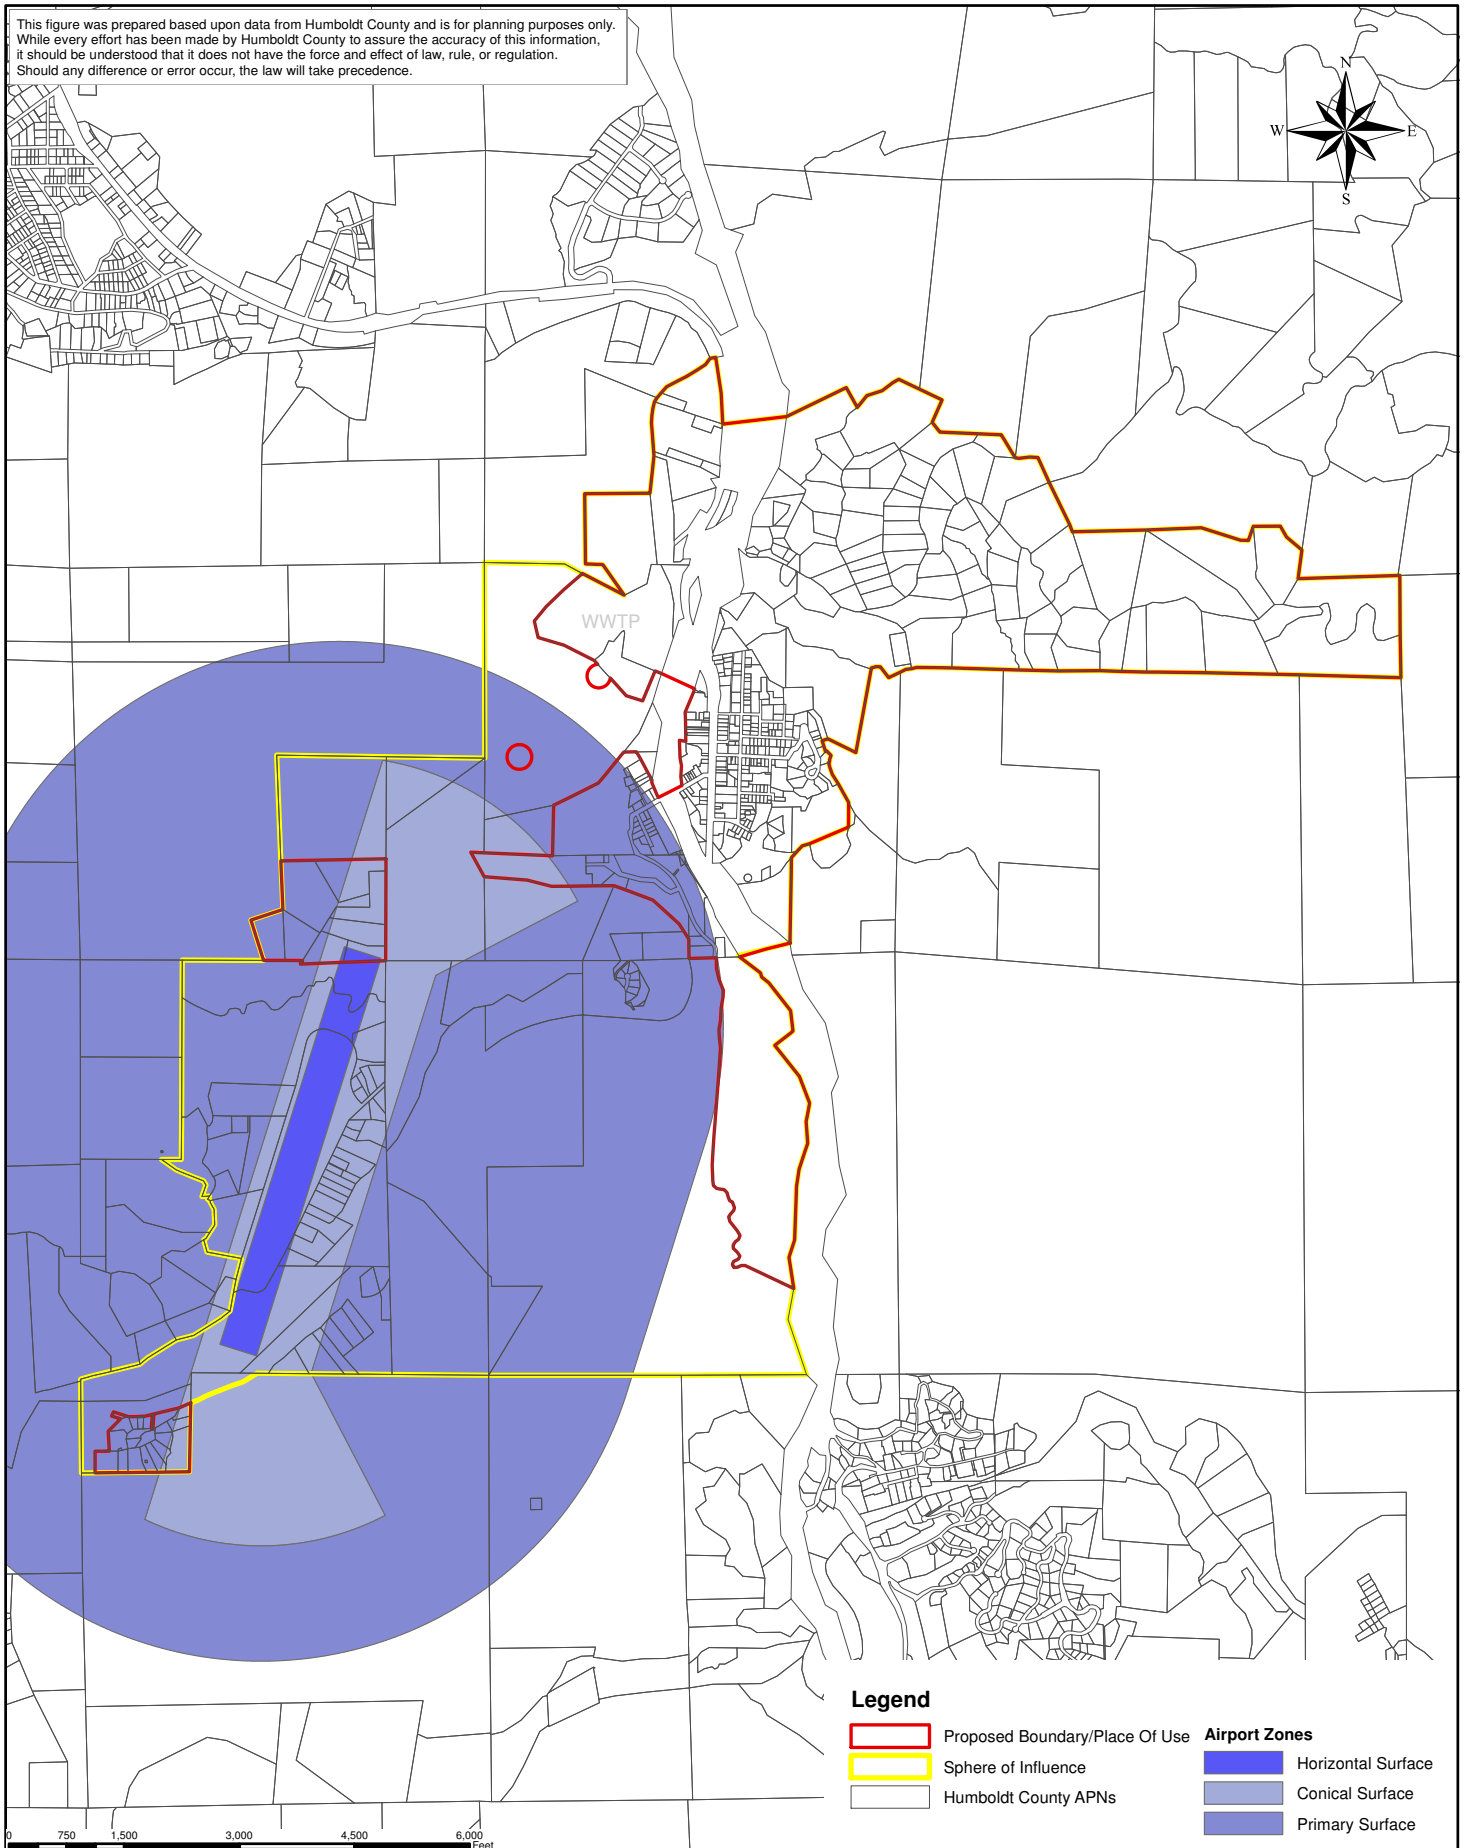 This figure was prepared based upon data from Humboldt County and is for planning purposes only.
While every effort has been made by Humboldt County to assure the accuracy of this information,
it should be understood that it does not have the force and effect of law, rule, or regulation.
Should any difference or error occur, the law will take precedence.
N
W E
S
WWTP
Legend
Proposed Boundary/Place Of Use
Sphere of Influence
Humboldt County APNs
Airport Zones
Horizontal Surface
Conical Surface
Primary Surface
0 750 1,500 3,000 4,500 6,000
Feet